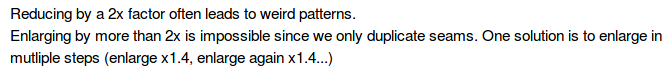 Reducing by a 2x factor often leads to weird patterns.
Enlarging by more than 2x is impossible since we only duplicate seams. One solution is to enlarge in
mutliple steps (enlarge x1.4, enlarge again x1.4...)